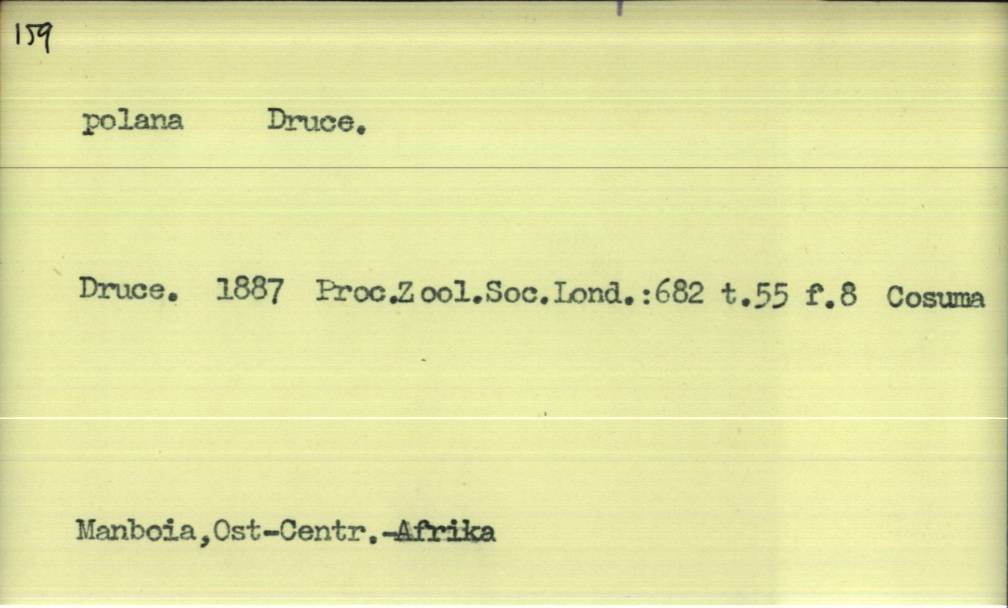 159
polana Druce.
Druce. 1887 Proc.Zool.Soc.Lond.:682 t.55 f.8 Cosuma
Manboia,Ost-Centr.-Afrika